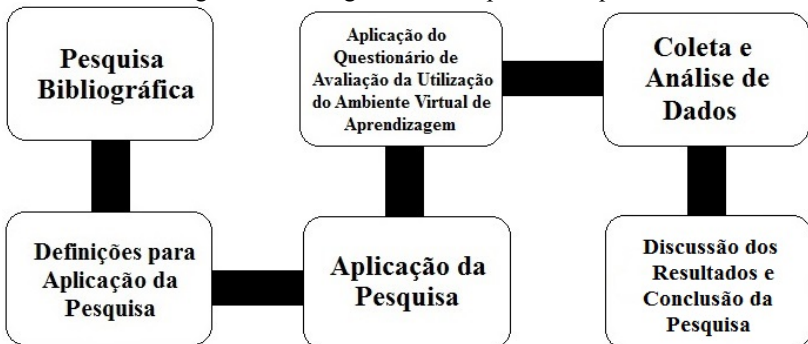 Pesquisa
Bibliográfica
Definições para
Aplicação da
Pesquisa
Aplicação da
Pesquisa
Aplicação do
Questionário de
Avaliação da Utilização
do Ambiente Virtual de
Aprendizagem
Coleta e
Análise de
Dados
Discussão dos
Resultados e
Conclusão da
Pesquisa